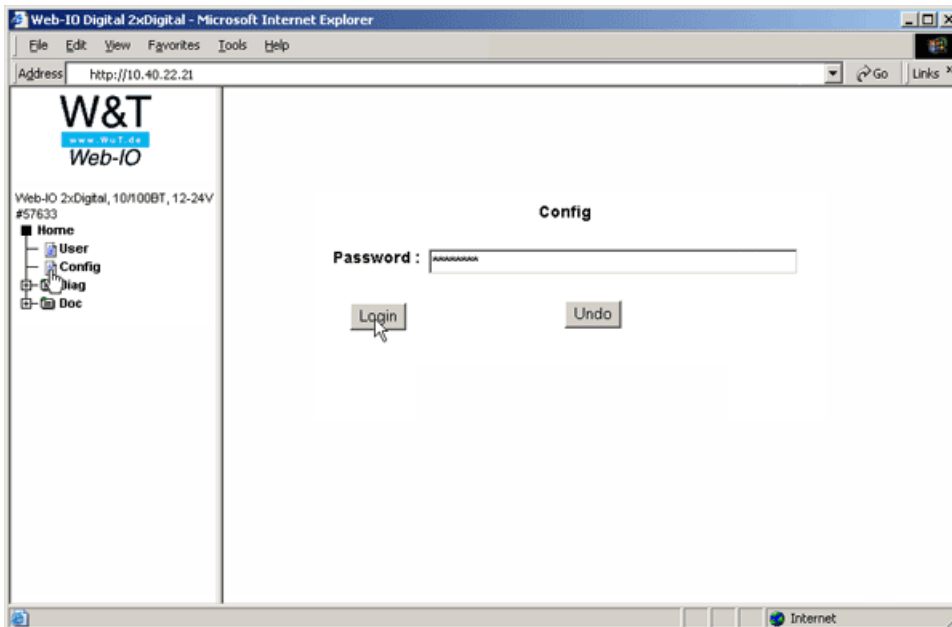 Web-IO Digital 2xDigital - Microsoft Internet Explorer
File Edit View Favorites Tools Help
Address http://10.40.22.21 Go Links
W&T
www.WuT.de
Web-IO
Web-IO 2xDigital, 10/100BT, 12-24V
#57633
Home
User
Config
Diag
Doc
Config
Password : ********
Login Undo
Internet